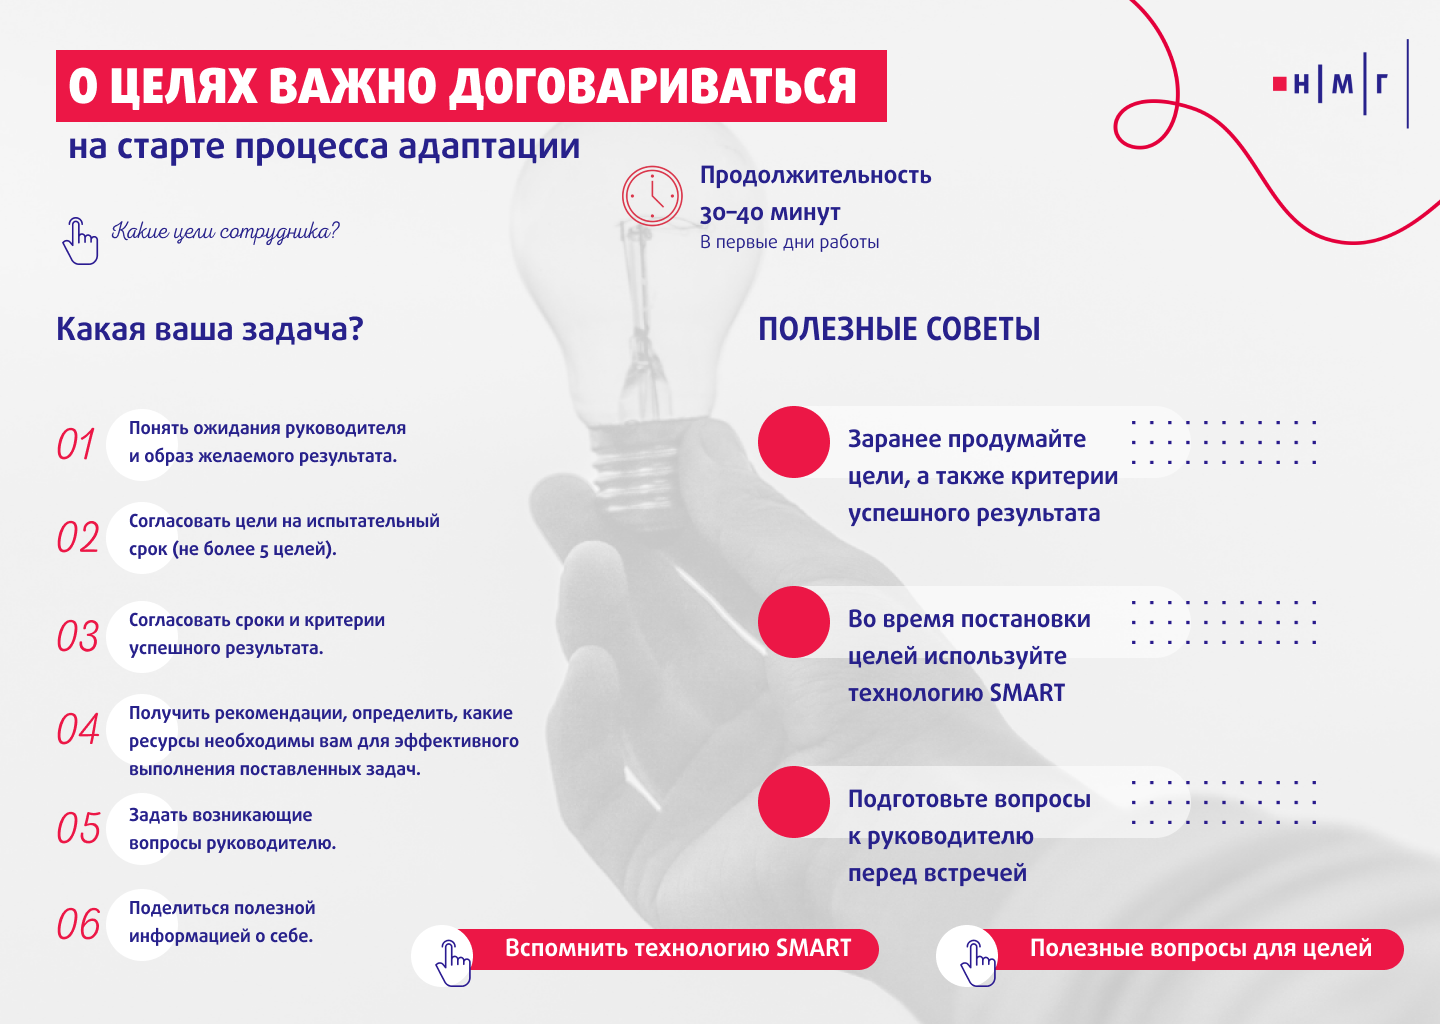 О ЦЕЛЯХ ВАЖНО ДОГОВАРИВАТЬСЯ
на старте процесса адаптации
н|м|г|
Какие цели сотрудника?
Продолжительность
30–40 минут
В первые дни работы
Какая ваша задача?
01
Понять ожидания руководителя
и образ желаемого результата.
02
Согласовать цели на испытательный
срок (не более 5 целей).
03
Согласовать сроки и критерии
успешного результата.
04
Получить рекомендации, определить, какие
ресурсы необходимы вам для эффективного
выполнения поставленных задач.
05
Задать возникающие
вопросы руководителю.
06
Поделиться полезной
информацией о себе.
ПОЛЕЗНЫЕ СОВЕТЫ
Заранее продумайте
цели, а также критерии
успешного результата
Во время постановки
целей используйте
технологию SMART
Подготовьте вопросы
к руководителю
перед встречей
Вспомнить технологию SMART
Полезные вопросы для целей